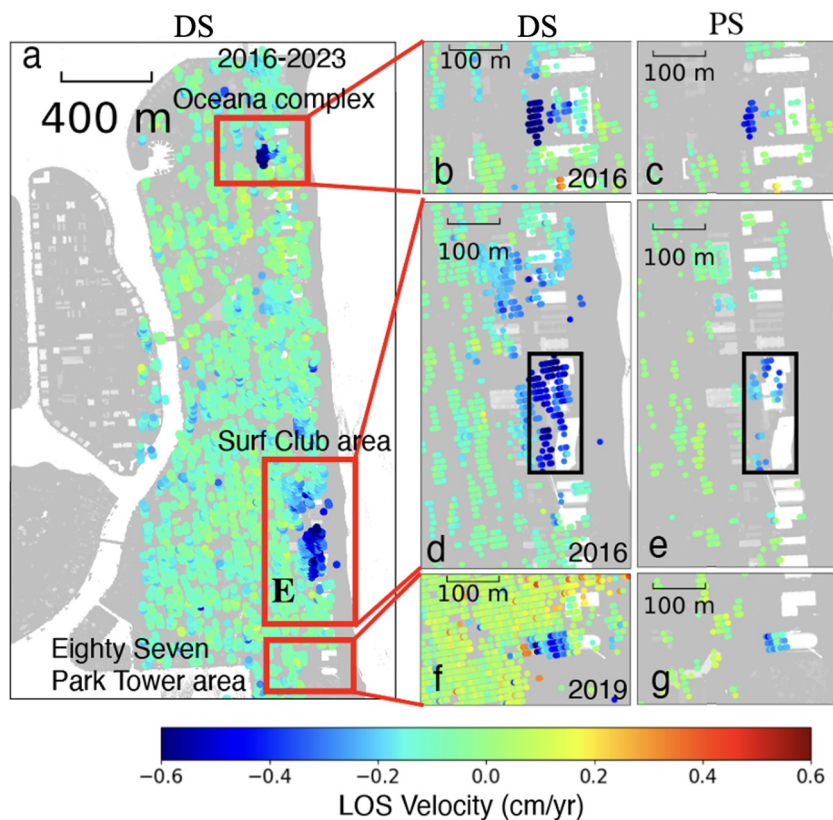 DS
DS
PS
a
2016-2023
400 m
Oceana complex
100 m
b
2016
100 m
c
Surf Club area
E
100 m
d
2016
100 m
e
Eighty Seven
Park Tower area
100 m
f
2019
100 m
g
−0.6
−0.4
−0.2
0.0
0.2
0.4
0.6
LOS Velocity (cm/yr)